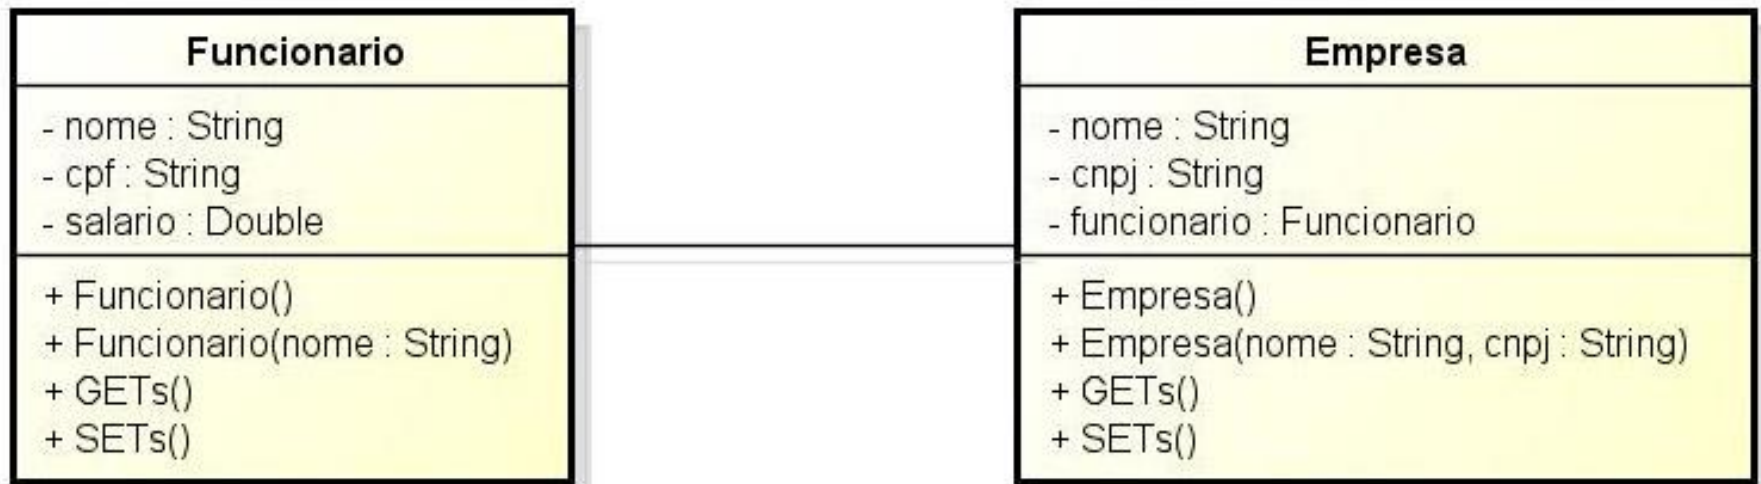 Funcionario
- nome : String
- cpf : String
- salario : Double
+ Funcionario()
+ Funcionario(nome : String)
+ GETs()
+ SETs()
Empresa
- nome : String
- cnpj : String
- funcionario : Funcionario
+ Empresa()
+ Empresa(nome : String, cnpj : String)
+ GETs()
+ SETs()